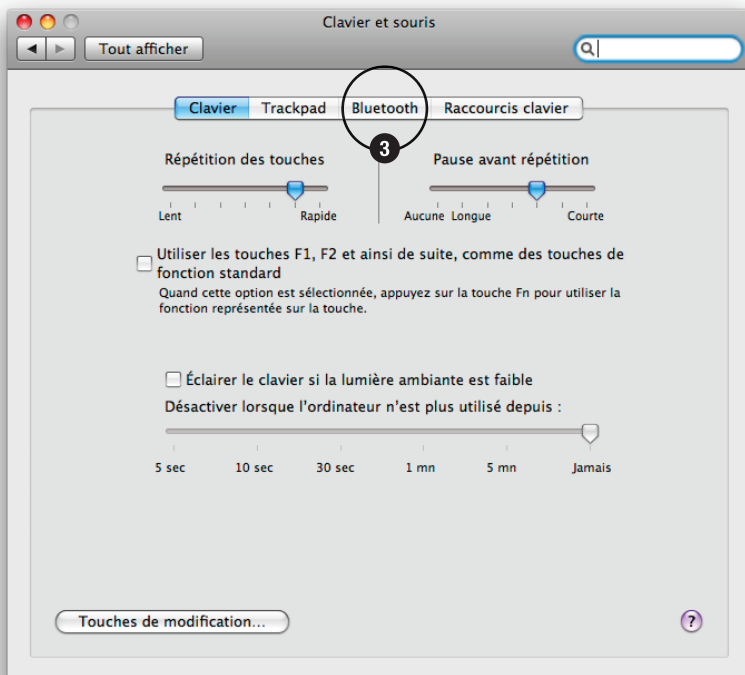 Clavier et souris
Tout afficher
Clavier Trackpad Bluetooth Raccourcis clavier
3
Répétition des touches Pause avant répétition
Lent Rapide Aucune Longue Courte
Utiliser les touches F1, F2 et ainsi de suite, comme des touches de
fonction standard
Quand cette option est sélectionnée, appuyez sur la touche Fn pour utiliser la
fonction représentée sur la touche.
Éclairer le clavier si la lumière ambiante est faible
Désactiver lorsque l'ordinateur n'est plus utilisé depuis :
5 sec 10 sec 30 sec 1 mn 5 mn Jamais
Touches de modification... ?